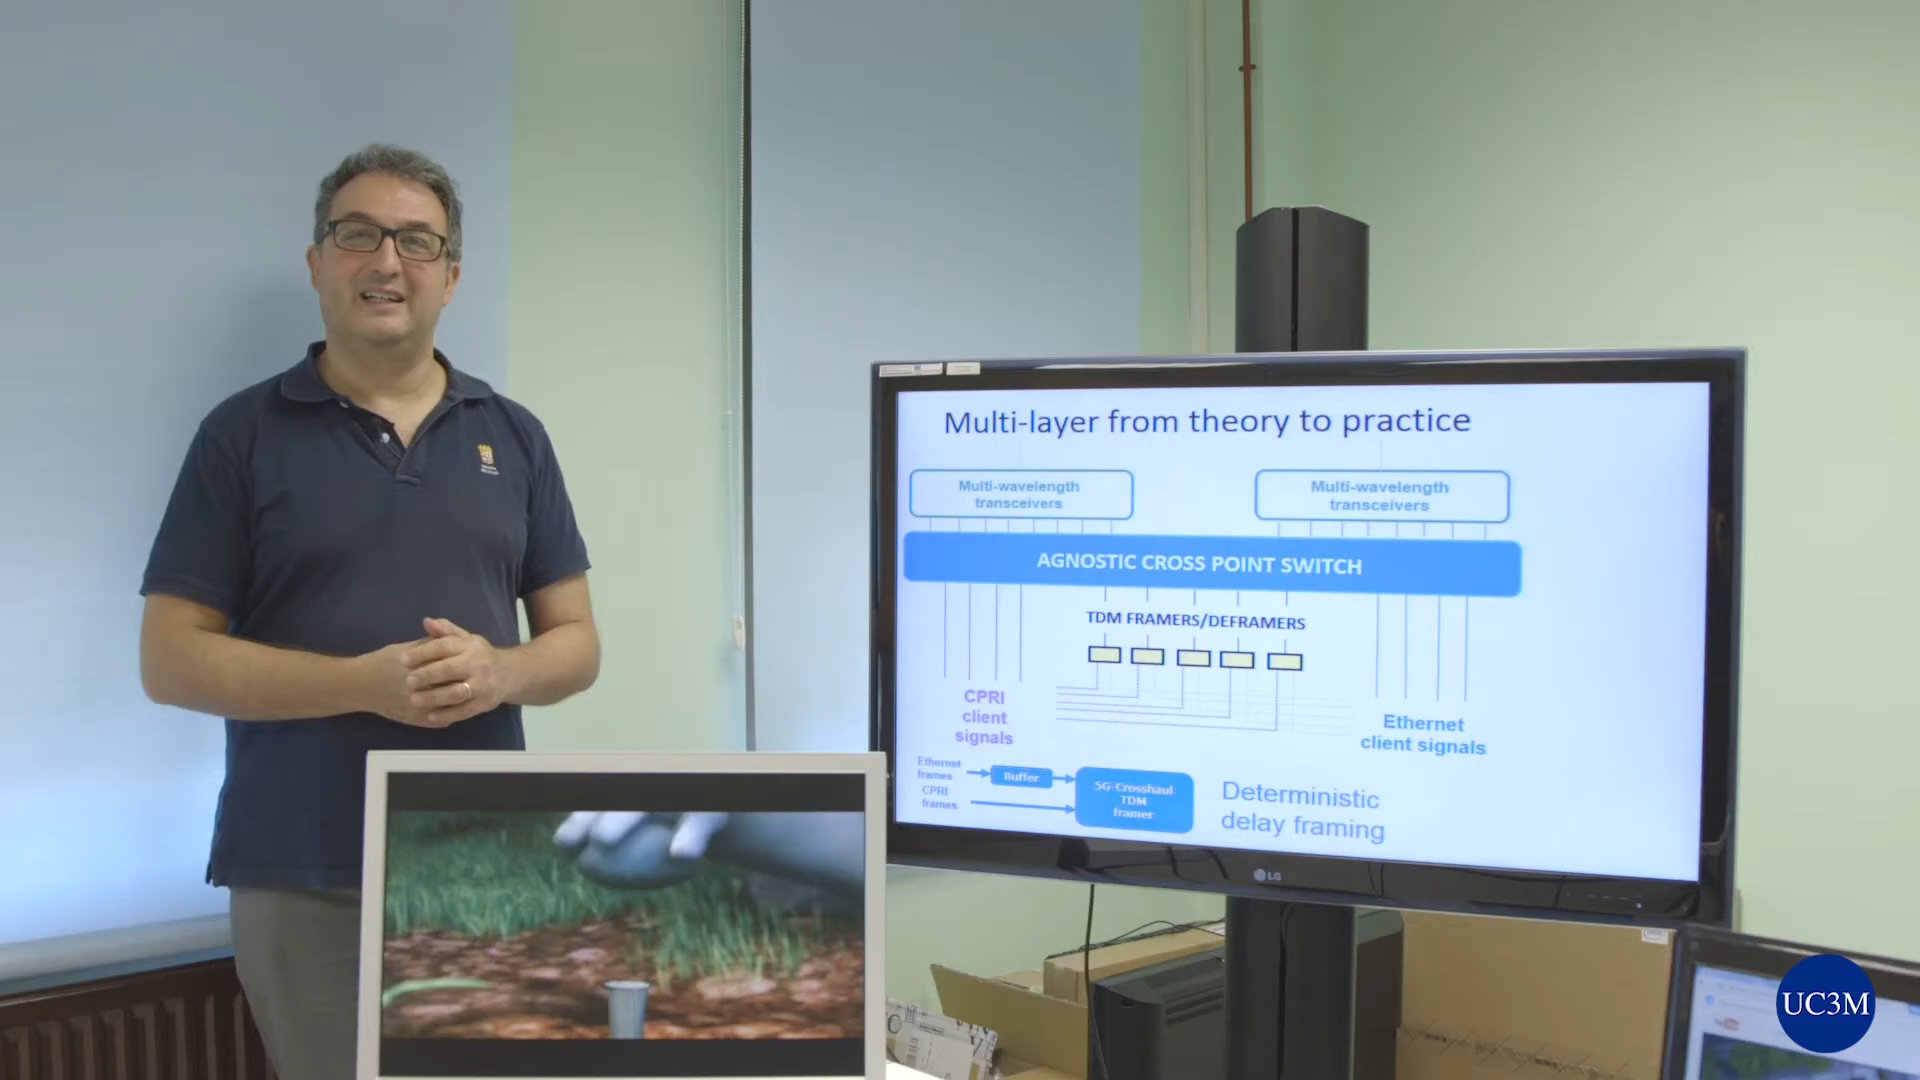 Multi-layer from theory to practice
Multi-wavelength
transceivers
Multi-wavelength
transceivers
AGNOSTIC CROSS POINT SWITCH
TDM FRAMERS/DEFRAMERS
CPRI
client
signals
Ethernet
client signals
Ethernet
frames
Buffer
CPRI
frames
5G-Crosshaul
TDM
framer
Deterministic
delay framing
LG
UC3M